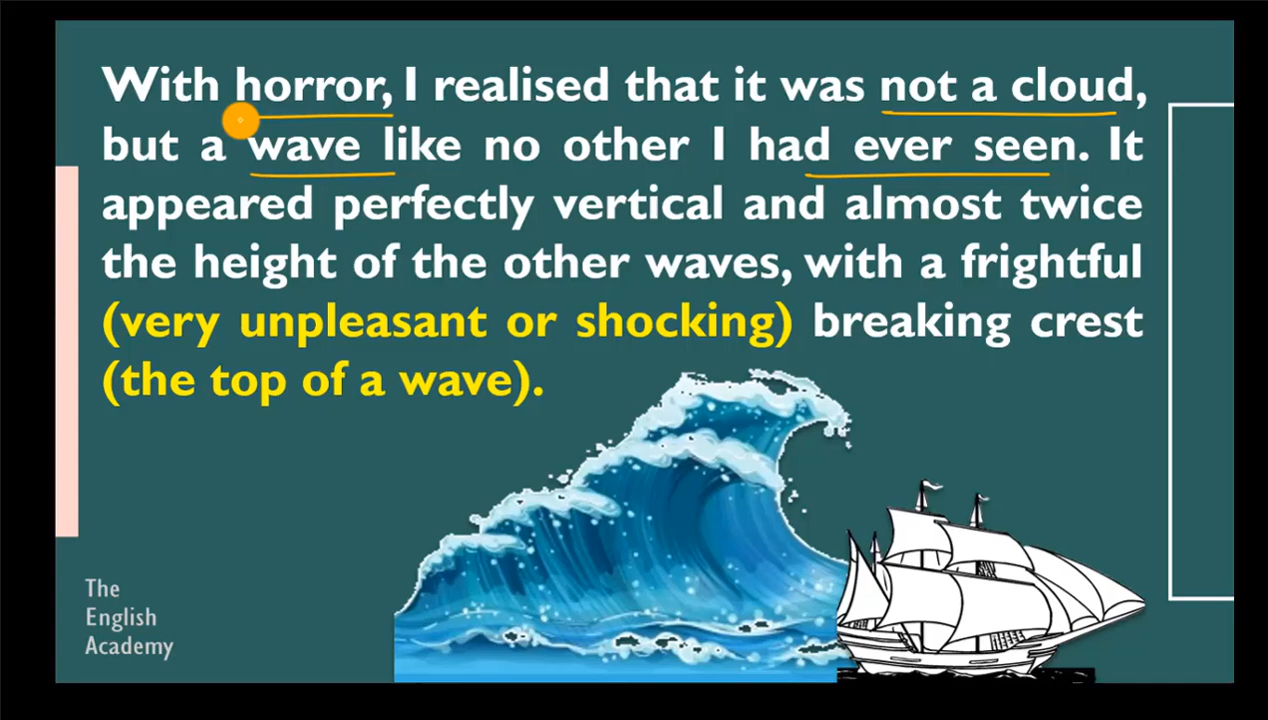 With horror, I realised that it was not a cloud,
but a wave like no other I had ever seen. It
appeared perfectly vertical and almost twice
the height of the other waves, with a frightful
(very unpleasant or shocking) breaking crest
(the top of a wave).
The
English
Academy